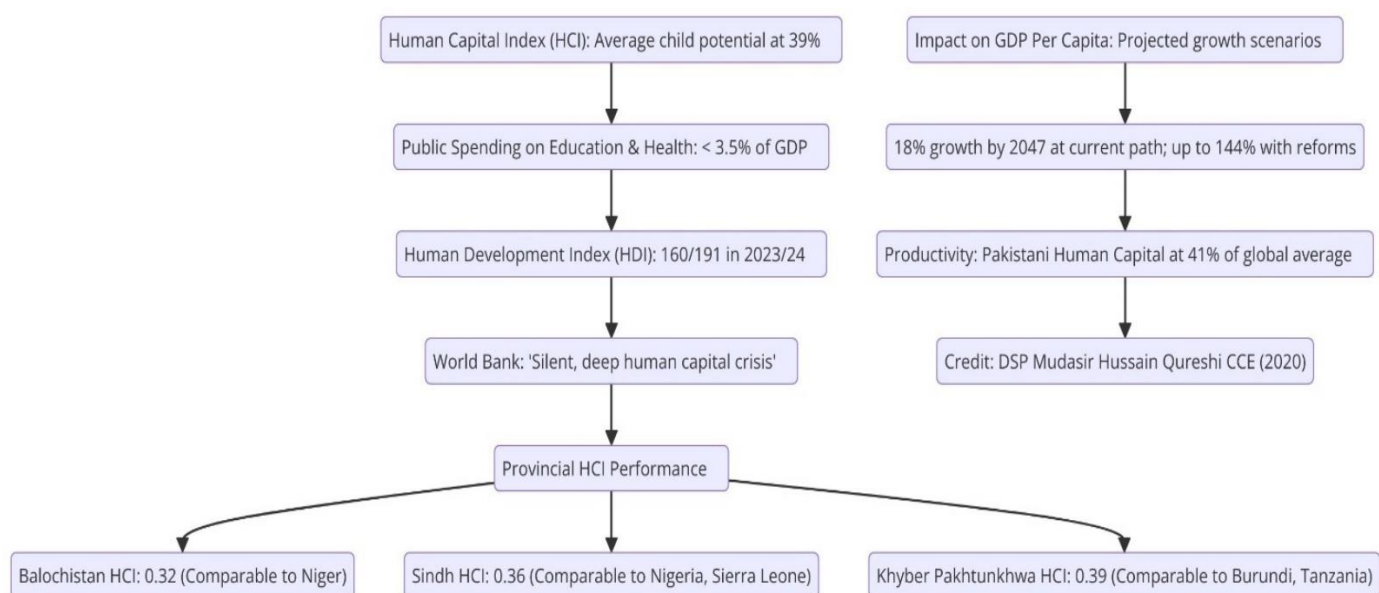 Human Capital Index (HCI): Average child potential at 39%
Public Spending on Education & Health: < 3.5% of GDP
Human Development Index (HDI): 160/191 in 2023/24
World Bank: 'Silent, deep human capital crisis'
Provincial HCI Performance
Balochistan HCI: 0.32 (Comparable to Niger)
Sindh HCI: 0.36 (Comparable to Nigeria, Sierra Leone)
Khyber Pakhtunkhwa HCI: 0.39 (Comparable to Burundi, Tanzania)
Impact on GDP Per Capita: Projected growth scenarios
18% growth by 2047 at current path; up to 144% with reforms
Productivity: Pakistani Human Capital at 41% of global average
Credit: DSP Mudasir Hussain Qureshi CCE (2020)